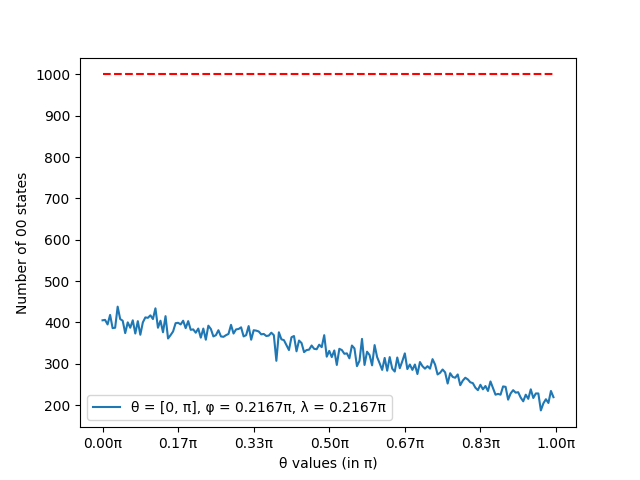 Number of 00 states
1000
900
800
700
600
500
400
300
200
θ = [0, π], φ = 0.2167π, λ = 0.2167π
0.00π 0.17π 0.33π 0.50π 0.67π 0.83π 1.00π
θ values (in π)